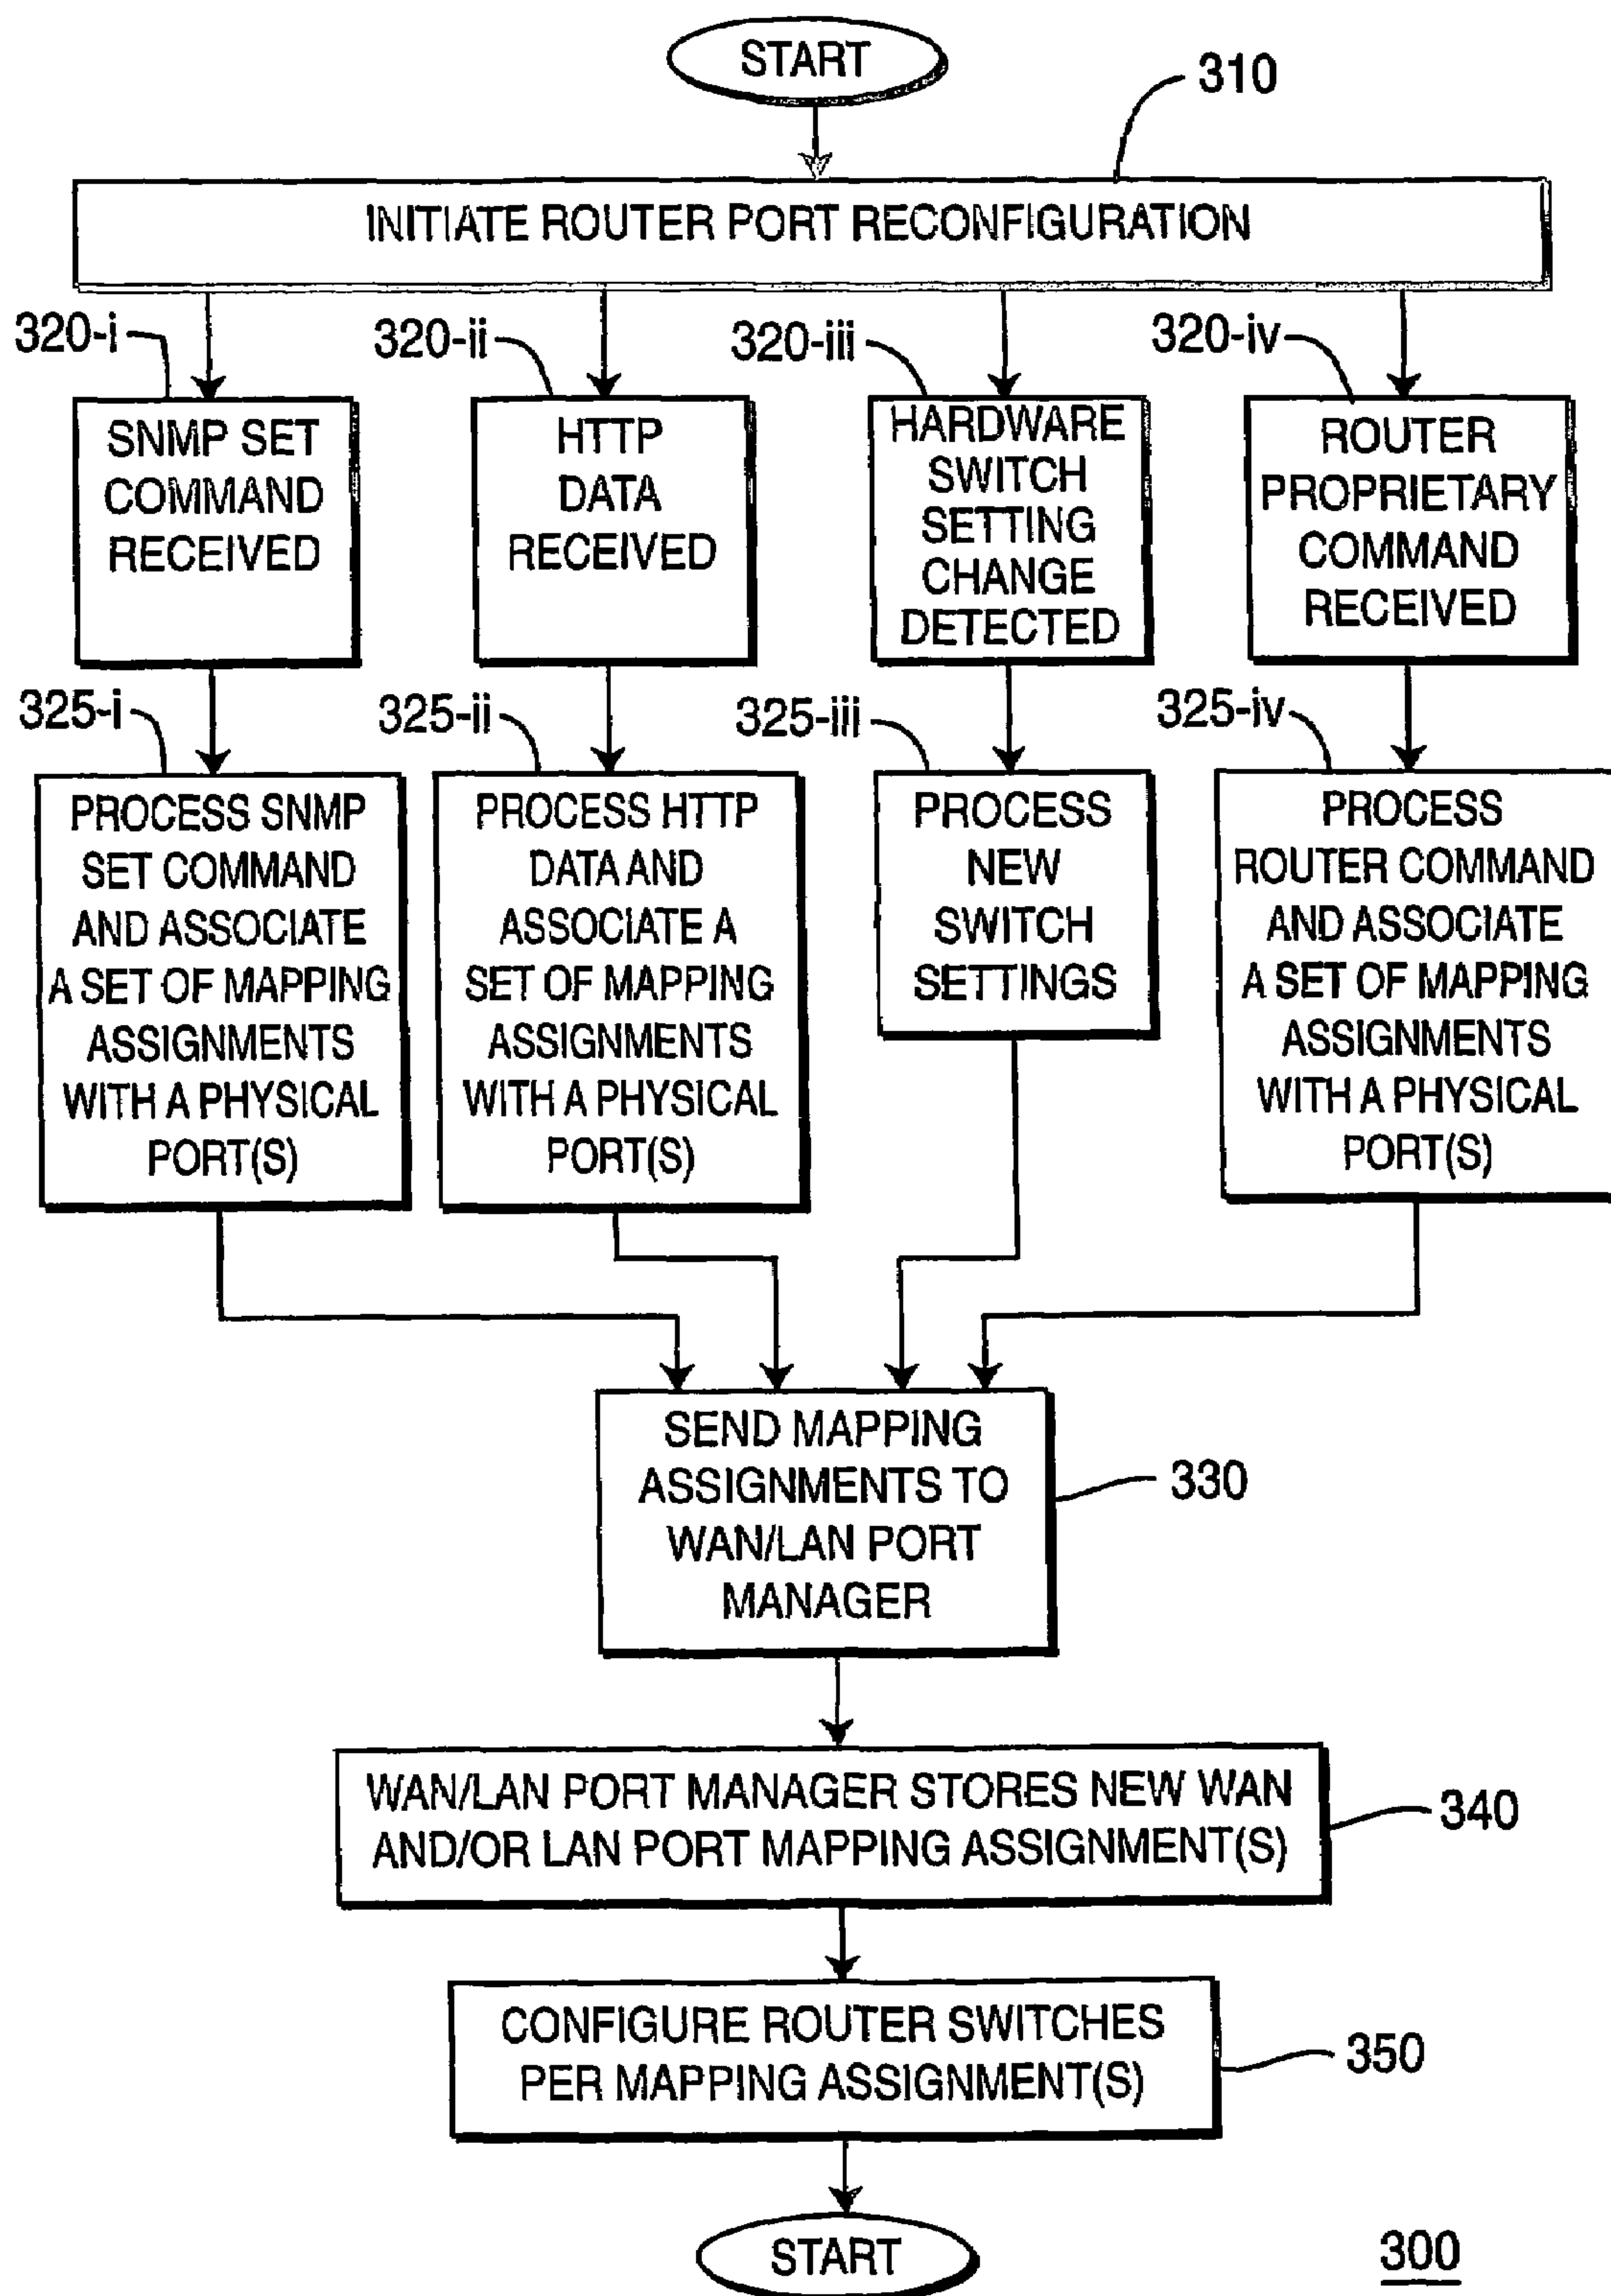 START
310
INITIATE ROUTER PORT RECONFIGURATION
320-i
320-ii
320-iii
320-iv
SNMP SET
COMMAND
RECEIVED
HTTP
DATA
RECEIVED
HARDWARE
SWITCH
SETTING
CHANGE
DETECTED
ROUTER
PROPRIETARY
COMMAND
RECEIVED
325-i
325-ii
325-iii
325-iv
PROCESS SNMP
SET COMMAND
AND ASSOCIATE
A SET OF MAPPING
ASSIGNMENTS
WITH A PHYSICAL
PORT(S)
PROCESS HTTP
DATA AND
ASSOCIATE A
SET OF MAPPING
ASSIGNMENTS
WITH A PHYSICAL
PORT(S)
PROCESS
NEW
SWITCH
SETTINGS
PROCESS
ROUTER COMMAND
AND ASSOCIATE
A SET OF MAPPING
ASSIGNMENTS
WITH A PHYSICAL
PORT(S)
SEND MAPPING
ASSIGNMENTS TO
WAN/LAN PORT
MANAGER
330
WAN/LAN PORT MANAGER STORES NEW WAN
AND/OR LAN PORT MAPPING ASSIGNMENT(S)
340
CONFIGURE ROUTER SWITCHES
PER MAPPING ASSIGNMENT(S)
350
START
300